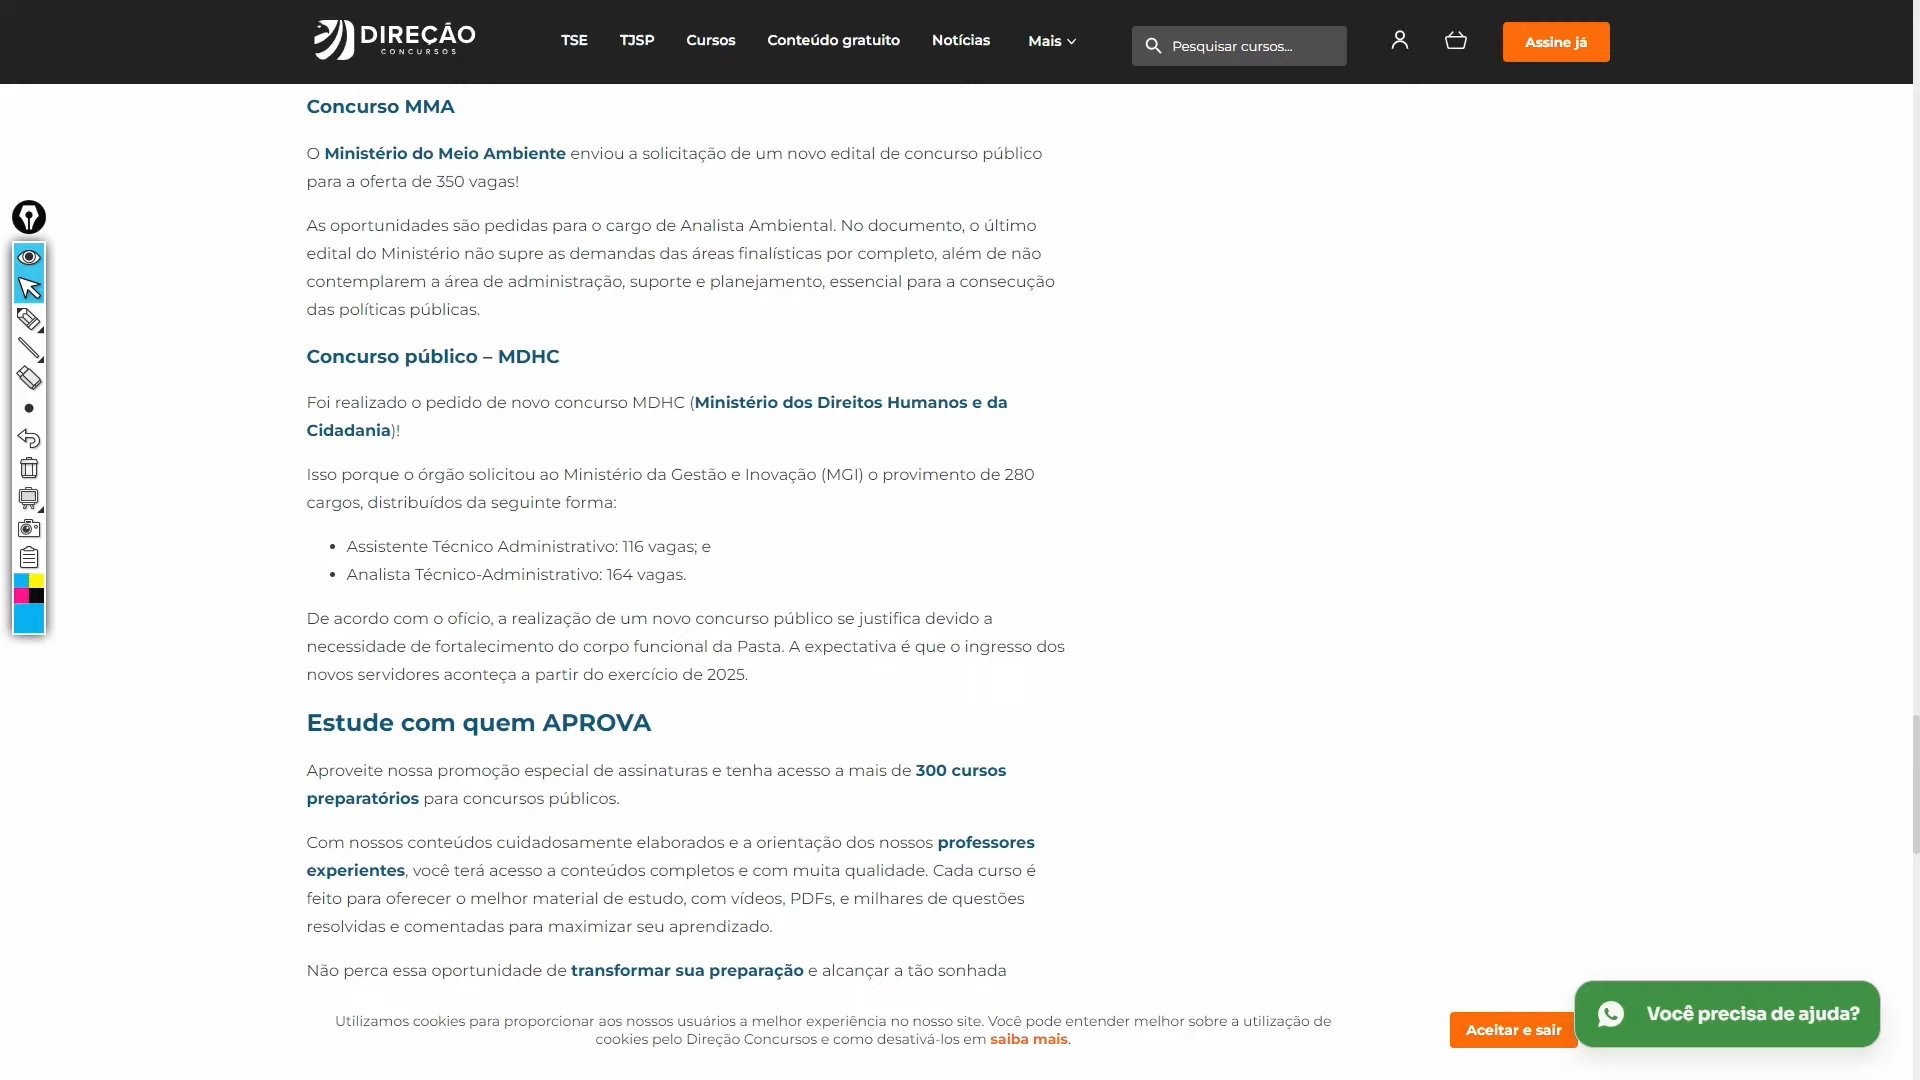 DIREÇÃO
CONCURSOS
TSE
TJSP
Cursos
Conteúdo gratuito
Notícias
Mais
Pesquisar cursos...
Assine já
Concurso MMA
O Ministério do Meio Ambiente enviou a solicitação de um novo edital de concurso público
para a oferta de 350 vagas!
As oportunidades são pedidas para o cargo de Analista Ambiental. No documento, o último
edital do Ministério não supre as demandas das áreas finalísticas por completo, além de não
contemplarem a área de administração, suporte e planejamento, essencial para a consecução
das políticas públicas.
Concurso público – MDHC
Foi realizado o pedido de novo concurso MDHC (Ministério dos Direitos Humanos e da
Cidadania)!
Isso porque o órgão solicitou ao Ministério da Gestão e Inovação (MGI) o provimento de 280
cargos, distribuídos da seguinte forma:
• Assistente Técnico Administrativo: 116 vagas; e
• Analista Técnico-Administrativo: 164 vagas.
De acordo com o ofício, a realização de um novo concurso público se justifica devido a
necessidade de fortalecimento do corpo funcional da Pasta. A expectativa é que o ingresso dos
novos servidores aconteça a partir do exercício de 2025.
Estude com quem APROVA
Aproveite nossa promoção especial de assinaturas e tenha acesso a mais de 300 cursos
preparatórios para concursos públicos.
Com nossos conteúdos cuidadosamente elaborados e a orientação dos nossos professores
experientes, você terá acesso a conteúdos completos e com muita qualidade. Cada curso é
feito para oferecer o melhor material de estudo, com vídeos, PDFs, e milhares de questões
resolvidas e comentadas para maximizar seu aprendizado.
Não perca essa oportunidade de transformar sua preparação e alcançar a tão sonhada
Utilizamos cookies para proporcionar aos nossos usuários a melhor experiência no nosso site. Você pode entender melhor sobre a utilização de
cookies pelo Direção Concursos e como desativá-los em saiba mais.
Aceitar e sair
Você precisa de ajuda?